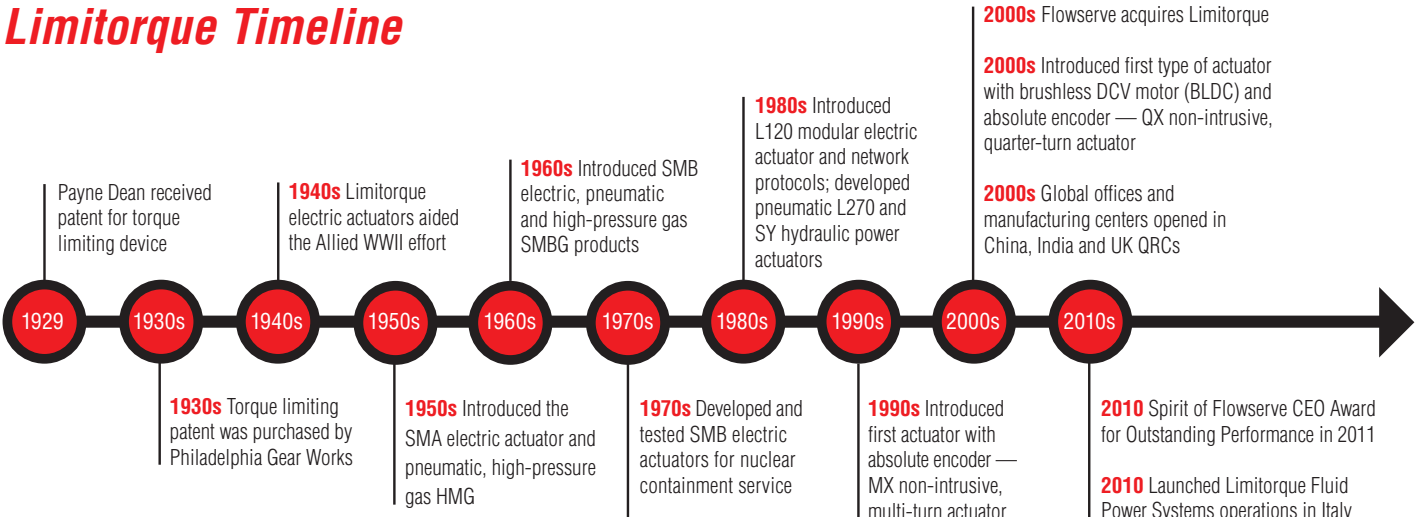 Limitorque Timeline
Payne Dean received
patent for torque
limiting device
1940s Limitorque
electric actuators aided
the Allied WWII effort
1960s Introduced SMB
electric, pneumatic
and high-pressure gas
SMBG products
1980s Introduced
L120 modular electric
actuator and network
protocols; developed
pneumatic L270 and
SY hydraulic power
actuators
2000s Flowserve acquires Limitorque
2000s Introduced first type of actuator
with brushless DCV motor (BLDC) and
absolute encoder — QX non-intrusive,
quarter-turn actuator
2000s Global offices and
manufacturing centers opened in
China, India and UK QRCs
1929 1930s 1940s 1950s 1960s 1970s 1980s 1990s 2000s 2010s
1930s Torque limiting
patent was purchased by
Philadelphia Gear Works
1950s Introduced the
SMA electric actuator and
pneumatic, high-pressure
gas HMG
1970s Developed and
tested SMB electric
actuators for nuclear
containment service
1990s Introduced
first actuator with
absolute encoder —
MX non-intrusive,
multi-turn actuator
2010 Spirit of Flowserve CEO Award
for Outstanding Performance in 2011
2010 Launched Limitorque Fluid
Power Systems operations in Italy